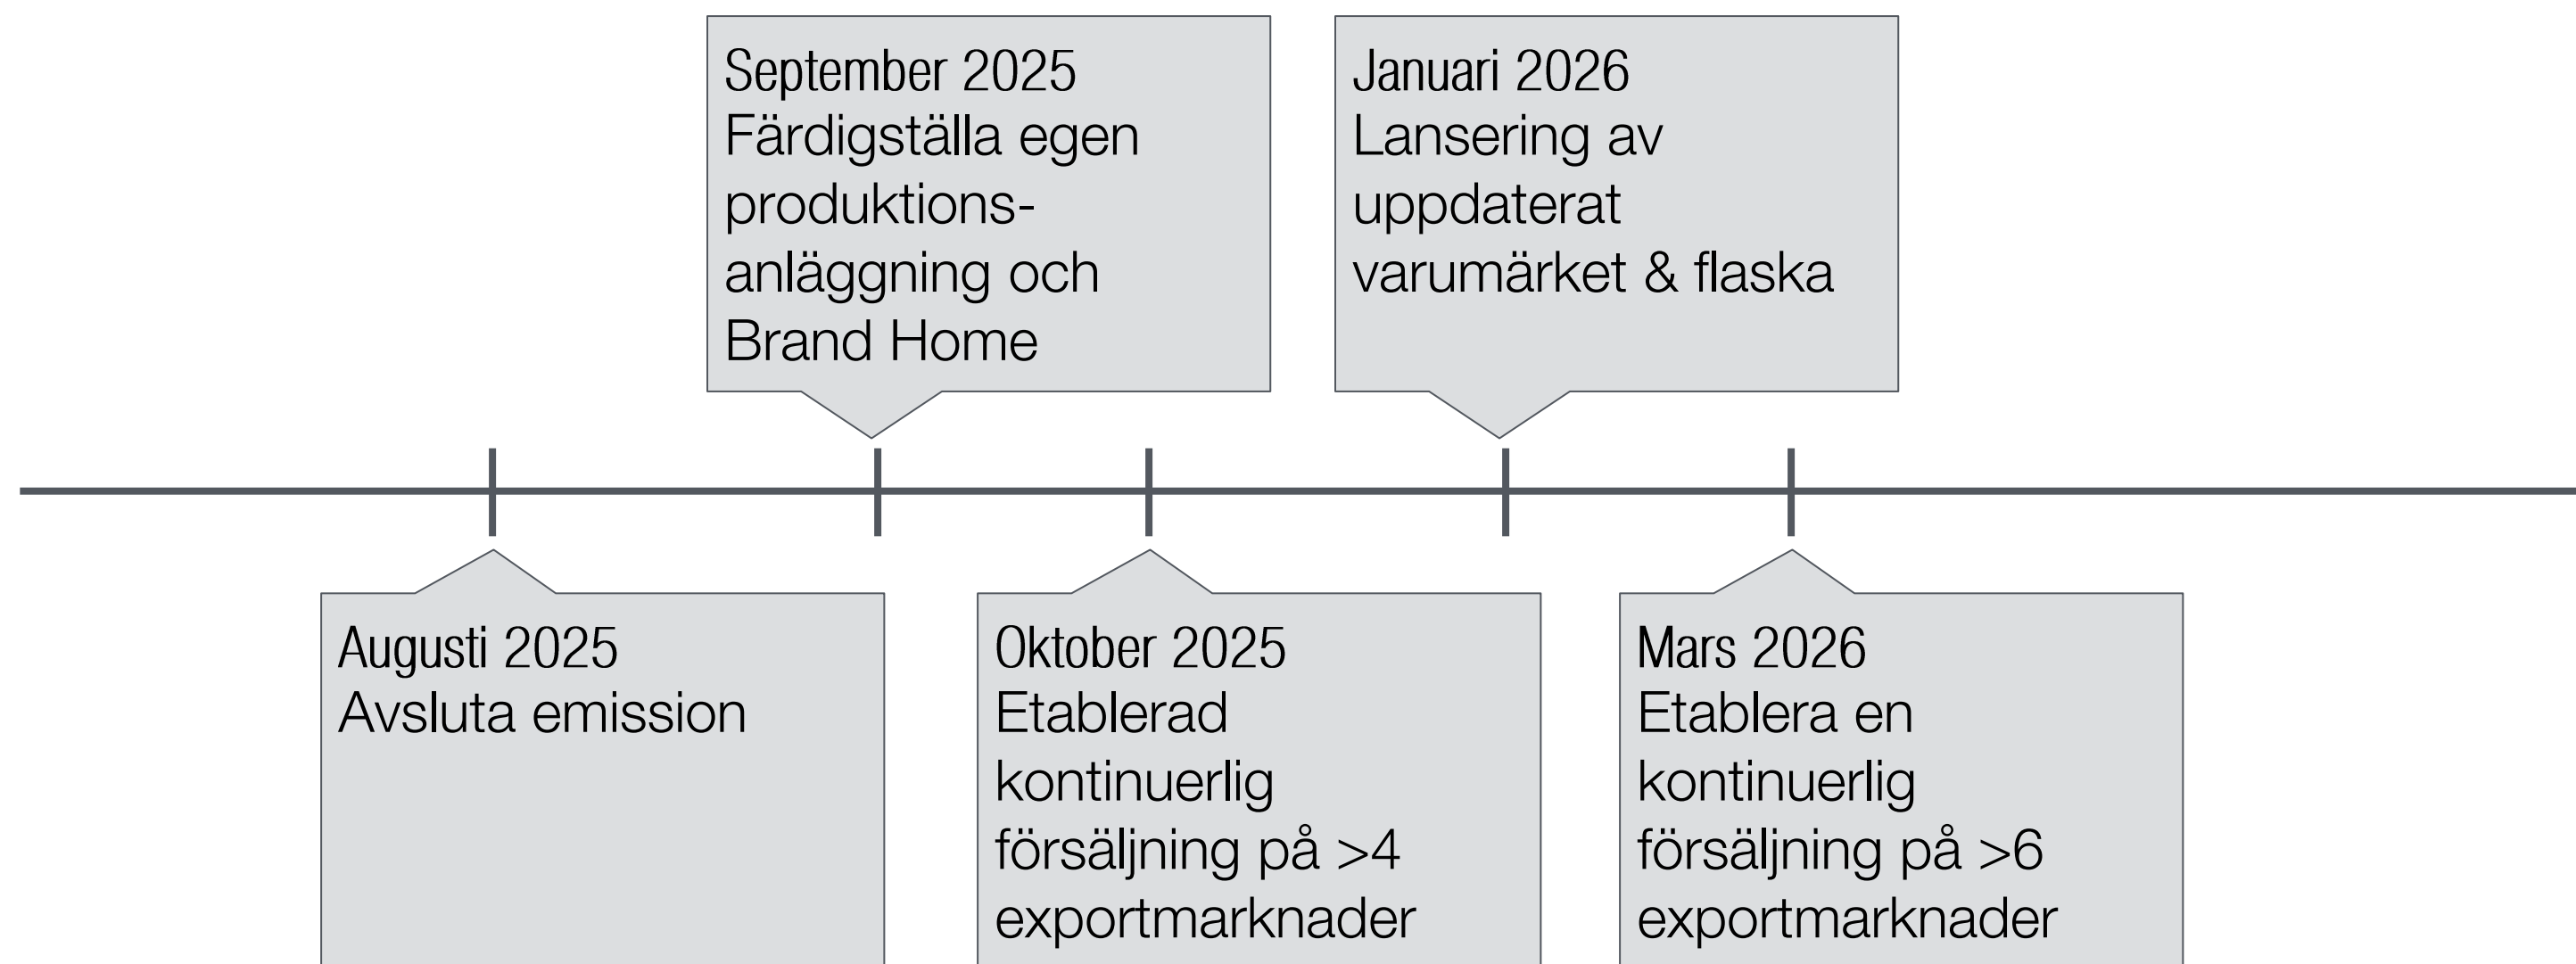 September 2025
Färdigställa egen
produktions-
anläggning och
Brand Home
Januari 2026
Lansering av
uppdaterat
varumärket & flaska
Augusti 2025
Avsluta emission
Oktober 2025
Etablerad
kontinuerlig
försäljning på >4
exportmarknader
Mars 2026
Etablera en
kontinuerlig
försäljning på >6
exportmarknader